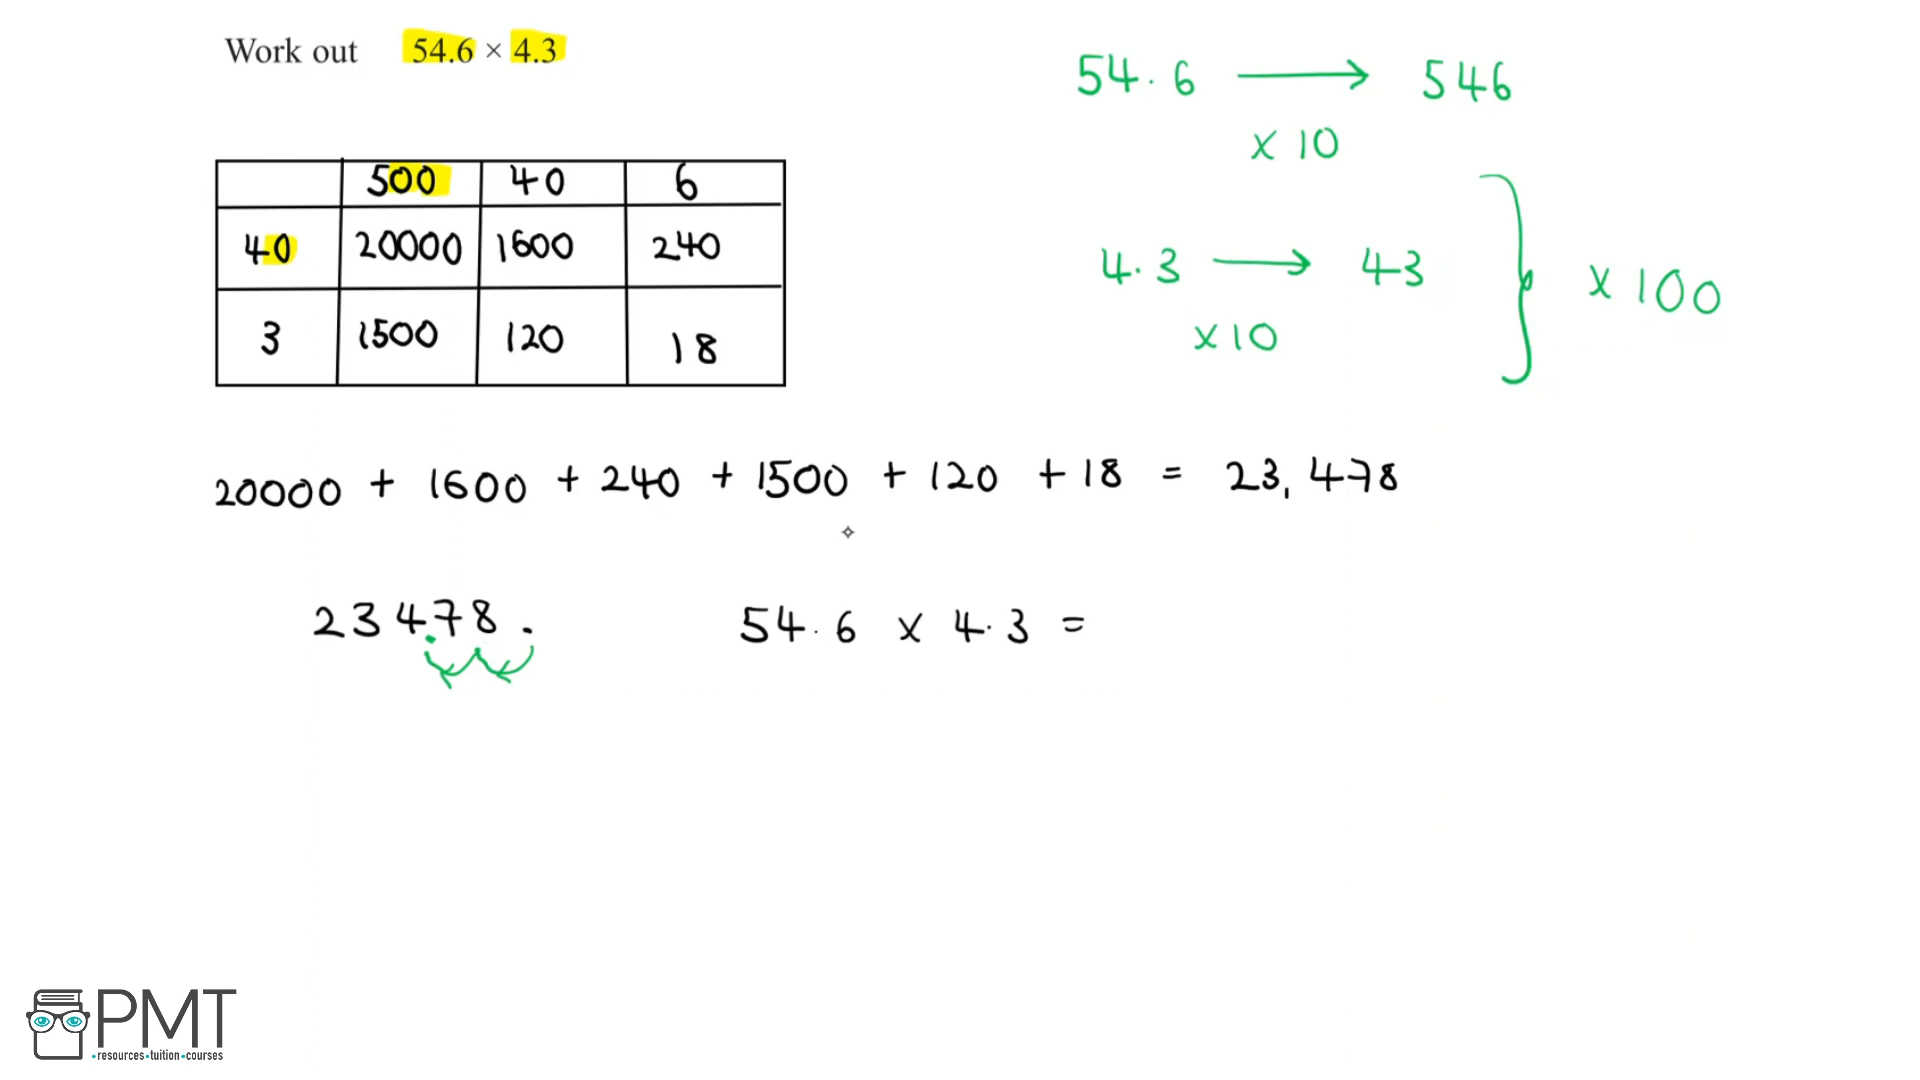 Work out 54.6 × 4.3
54.6 → 546
× 10
500 40 6
40 20000 1600 240
3 1500 120 18
4.3 → 43
× 10
× 100
20000 + 1600 + 240 + 1500 + 120 + 18 = 23,478
234.78.
54.6 × 4.3 =
PMT
•resources•tuition•courses